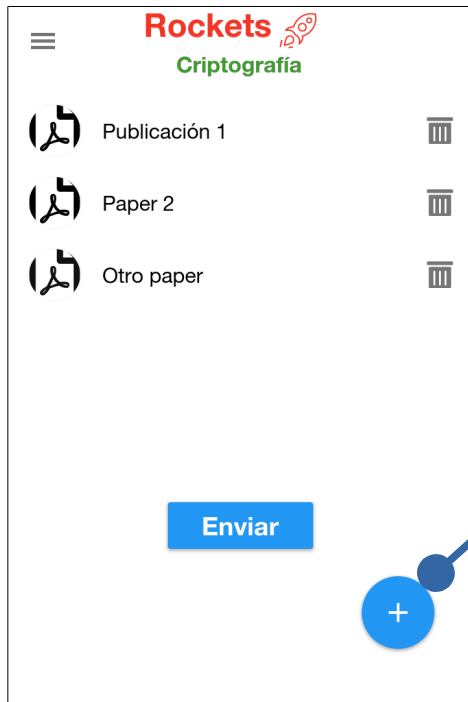 Rockets
Criptografía
Publicación 1
Paper 2
Otro paper
Enviar
+